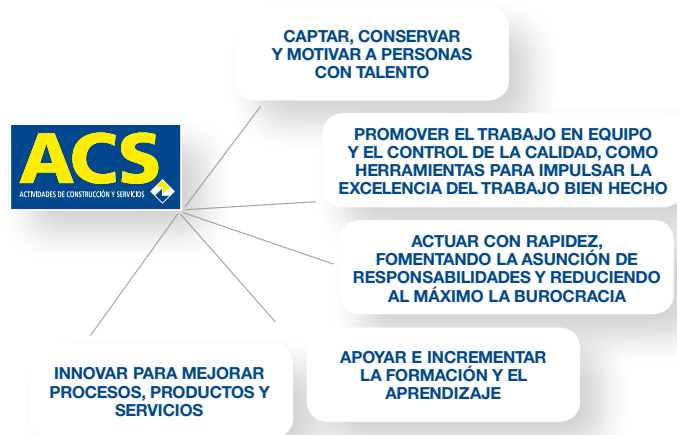 CAPTAR, CONSERVAR
Y MOTIVAR A PERSONAS
CON TALENTO
ACS
ACTIVIDADES DE CONSTRUCCIÓN Y SERVICIOS
PROMOVER EL TRABAJO EN EQUIPO
Y EL CONTROL DE LA CALIDAD, COMO
HERRAMIENTAS PARA IMPULSAR LA
EXCELENCIA DEL TRABAJO BIEN HECHO
ACTUAR CON RAPIDEZ,
FOMENTANDO LA ASUNCIÓN DE
RESPONSABILIDADES Y REDUCIENDO
AL MÁXIMO LA BUROCRACIA
APOYAR E INCREMENTAR
LA FORMACIÓN Y EL
APRENDIZAJE
INNOVAR PARA MEJORAR
PROCESOS, PRODUCTOS Y
SERVICIOS